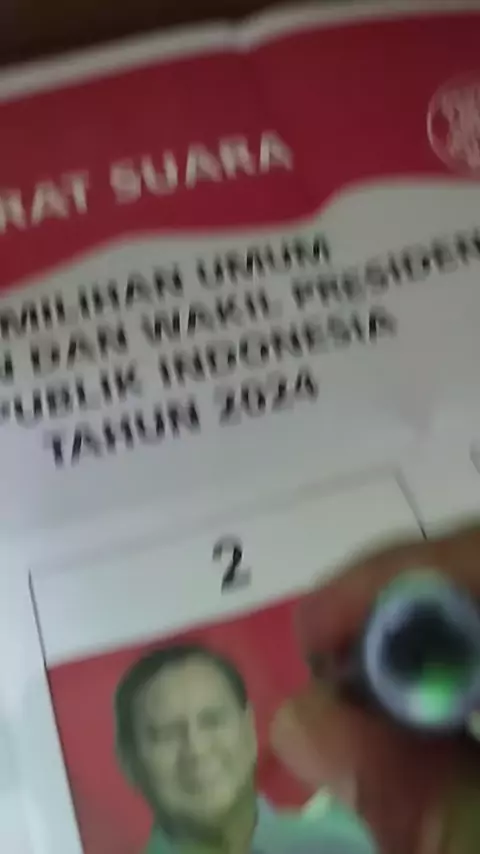 RAT SUARA
MILIHAN UMUM
N DAN WAKIL PRESIDEN
PUBLIK INDONESIA
TAHUN 2024
2